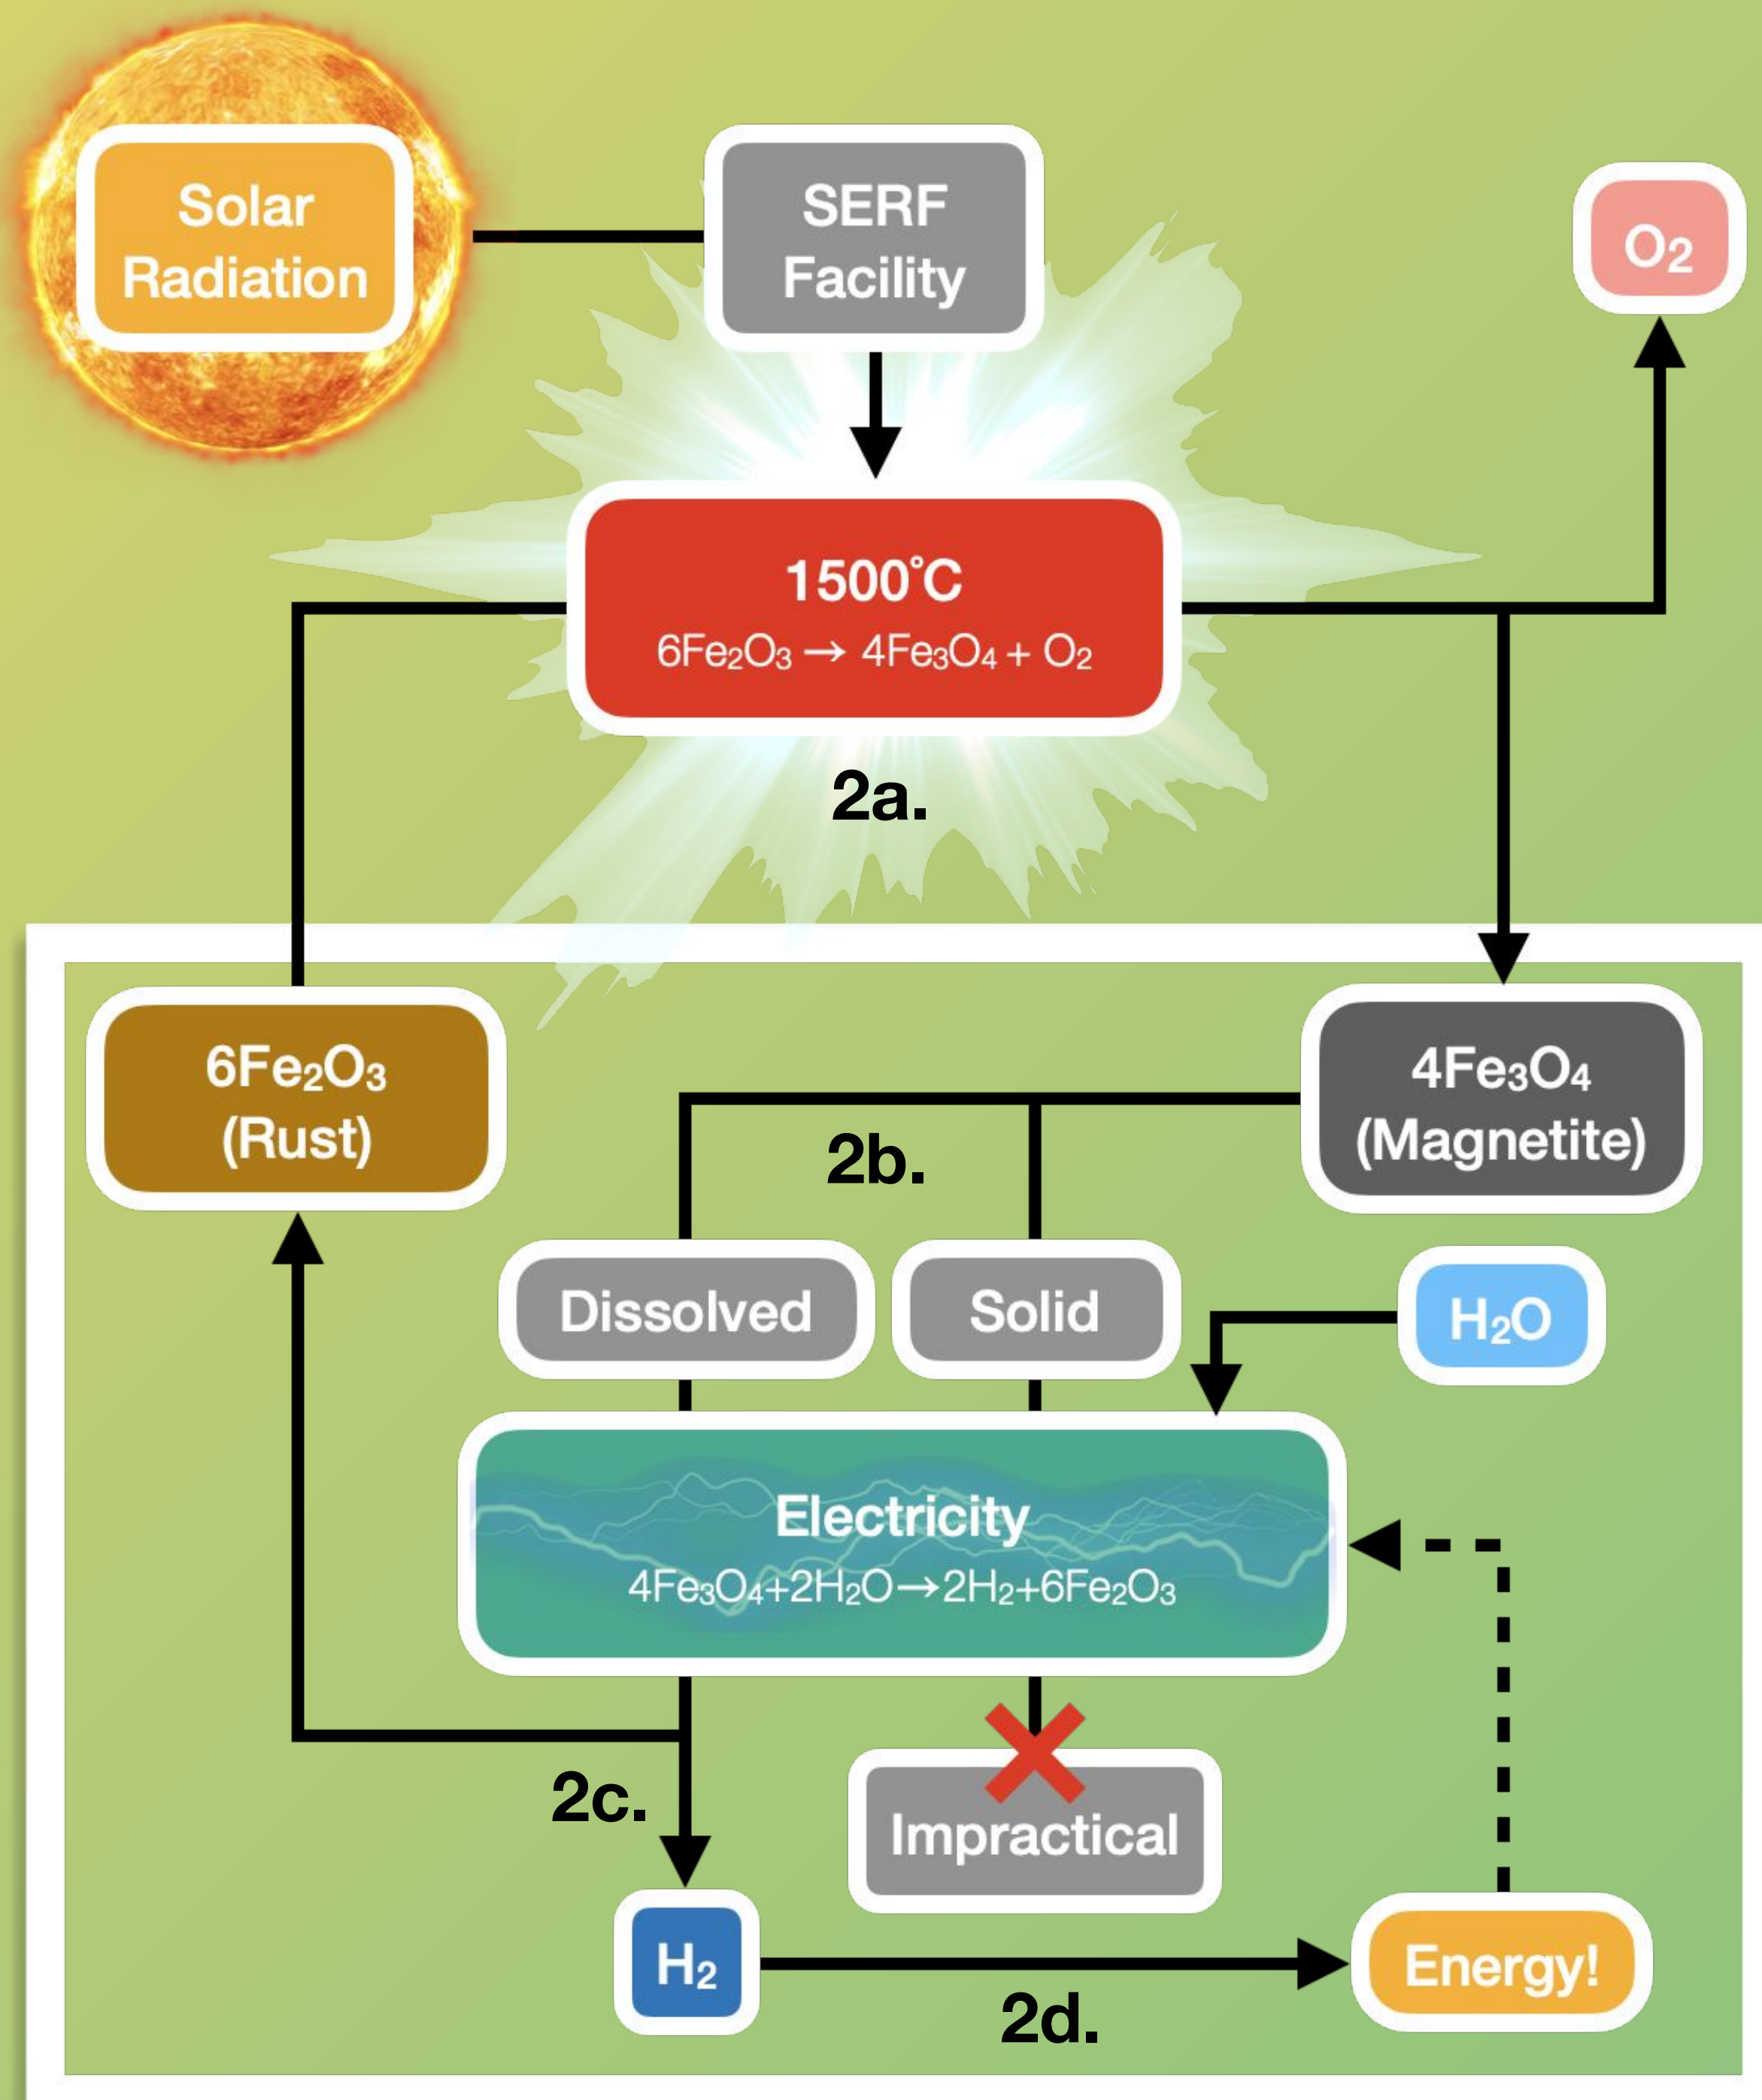 Solar
Radiation
SERF
Facility
O₂
1500°C
6Fe₂O₃ → 4Fe₃O₄ + O₂
2a.
6Fe₂O₃
(Rust)
4Fe₃O₄
(Magnetite)
2b.
Dissolved
Solid
H₂O
Electricity
4Fe₃O₄+2H₂O→2H₂+6Fe₂O₃
2c.
Impractical
H₂
Energy!
2d.